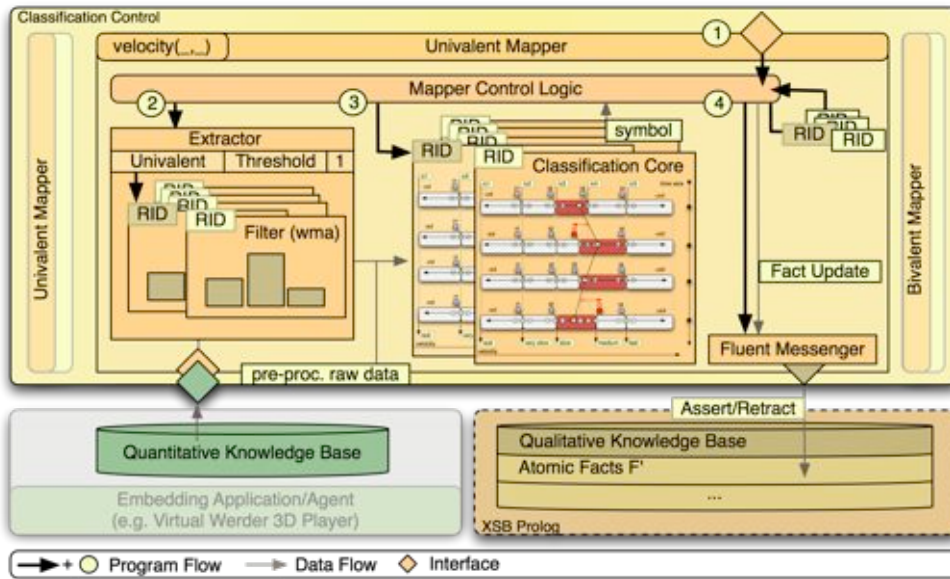 Classification Control
velocity(_,_)
Univalent Mapper
1
Mapper Control Logic
2
3
4
symbol
RID
RID
RID
RID
Extractor
Univalent
Threshold
1
RID
RID
RID
Filter (wma)
Classification Core
Univalent Mapper
Bivalent Mapper
velocity
velocity
Fact Update
Fluent Messenger
pre-proc. raw data
Assert/Retract
Quantitative Knowledge Base
Qualitative Knowledge Base
Atomic Facts F'
...
Embedding Application/Agent
(e.g. Virtual Werder 3D Player)
XSB Prolog
+ Program Flow
Data Flow
Interface